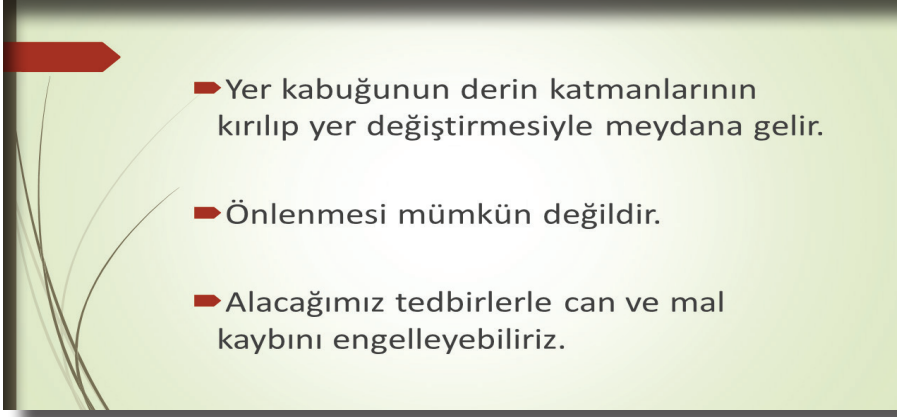 Yer kabuğunun derin katmanlarının
kırılıp yer değiştirmesiyle meydana gelir.
Önlenmesi mümkün değildir.
Alacağımız tedbirlerle can ve mal
kaybını engelleyebiliriz.